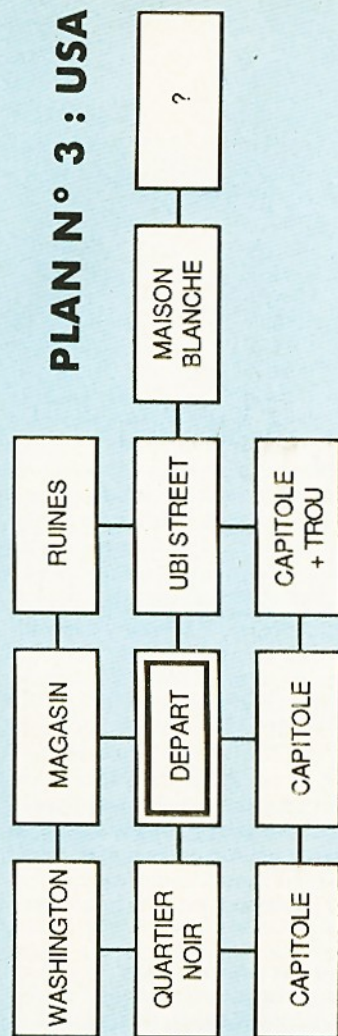 PLAN N° 3 : USA
WASHINGTON
MAGASIN
RUINES
QUARTIER
NOIR
DEPART
UBI STREET
MAISON
BLANCHE
?
CAPITOLE
CAPITOLE
CAPITOLE
+ TROU